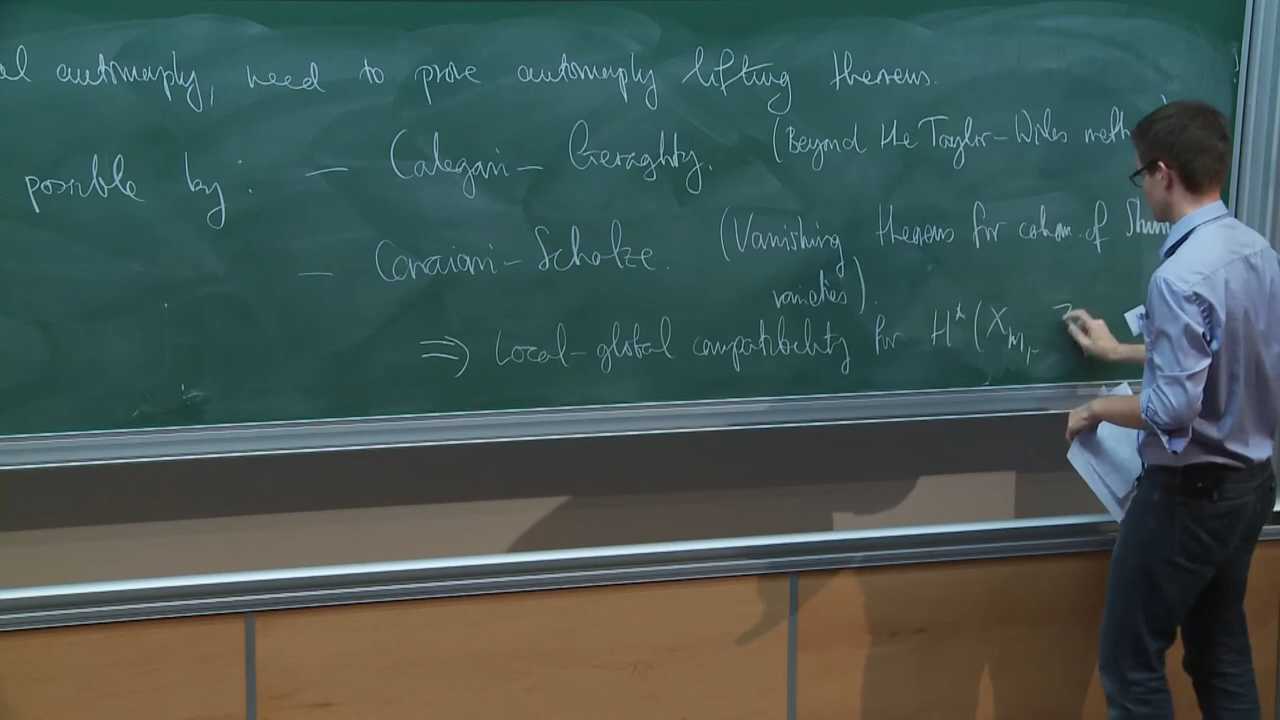 al automorphy, need to prove automorphy lifting theorems.
possible by: — Calegari – Geraghty. (Beyond the Taylor–Wiles meth
— Caraiani – Scholze. (Vanishing theorems for cohom. of Shim
varieties).
⇒ Local-global compatibility for H*(X